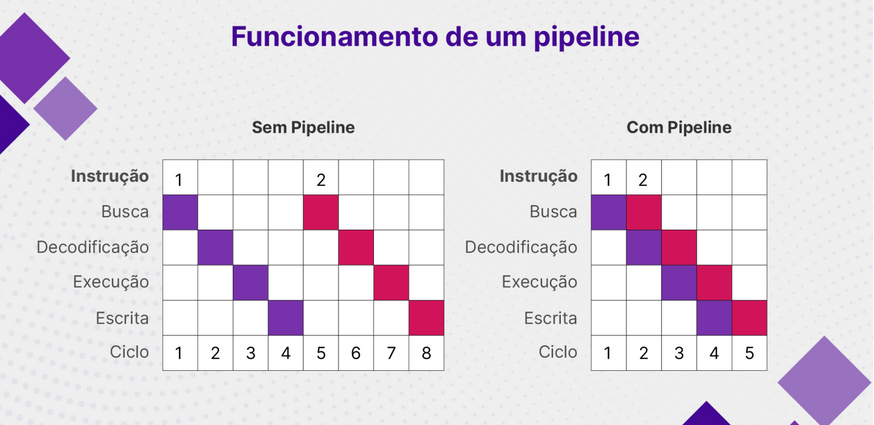 Funcionamento de um pipeline
Sem Pipeline
Instrução 1 2
Busca
Decodificação
Execução
Escrita
Ciclo 1 2 3 4 5 6 7 8
Com Pipeline
Instrução 1 2
Busca
Decodificação
Execução
Escrita
Ciclo 1 2 3 4 5